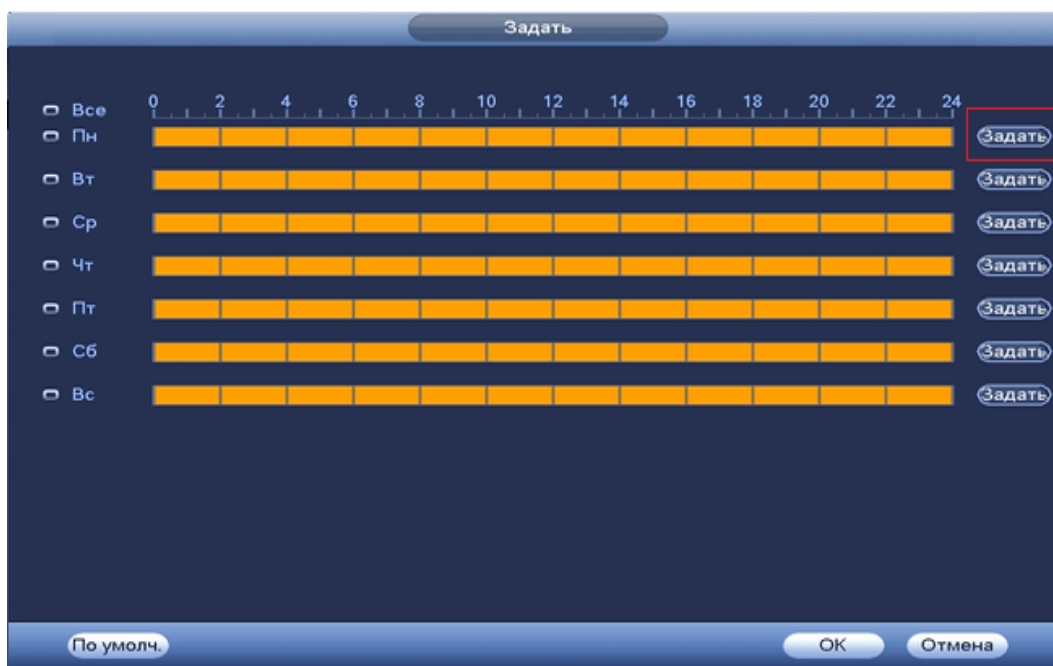 Задать
Все 0 2 4 6 8 10 12 14 16 18 20 22 24
Пн Задать
Вт Задать
Ср Задать
Чт Задать
Пт Задать
Сб Задать
Вс Задать
По умолч. OK Отмена